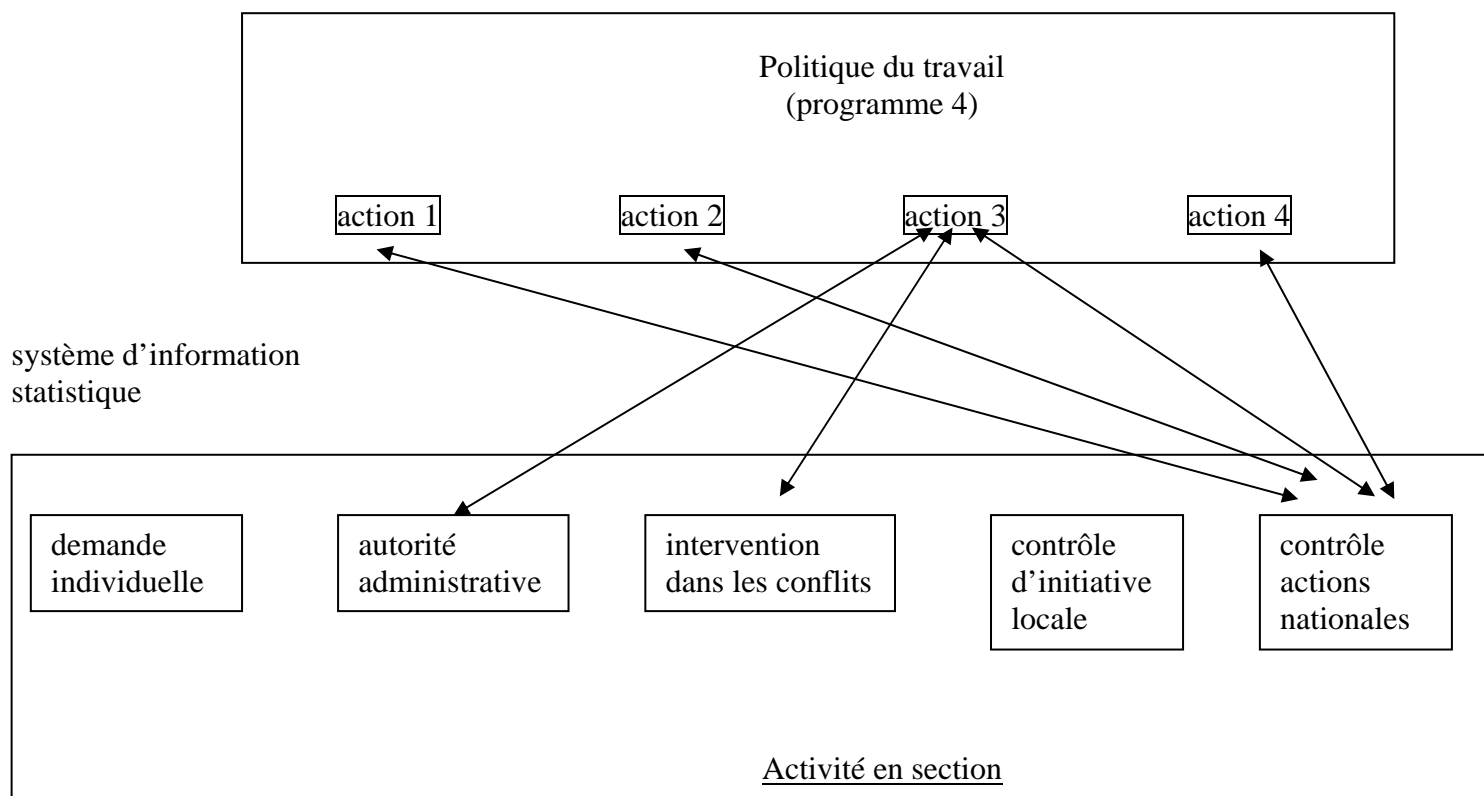 Politique du travail
(programme 4)
action 1
action 2
action 3
action 4
système d’information
statistique
demande
individuelle
autorité
administrative
intervention
dans les conflits
contrôle
d’initiative
locale
contrôle
actions
nationales
Activité en section